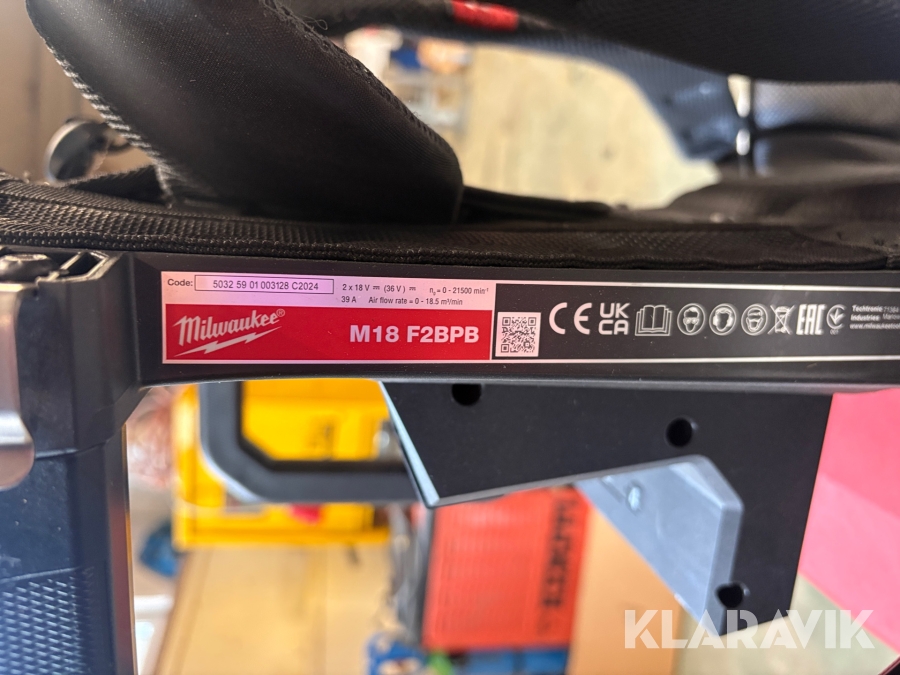 Code: 5032 59 01 003128 C2024
2 x 18 V ⎓ (36 V) ⎓ n₀ = 0 - 21500 min⁻¹
39 A Air flow rate = 0 - 18.5 m³/min
Milwaukee®
M18 F2BPB
CE UK CA EAC
Techtronic
Industries
www.milwaukeetool
KLARAVIK